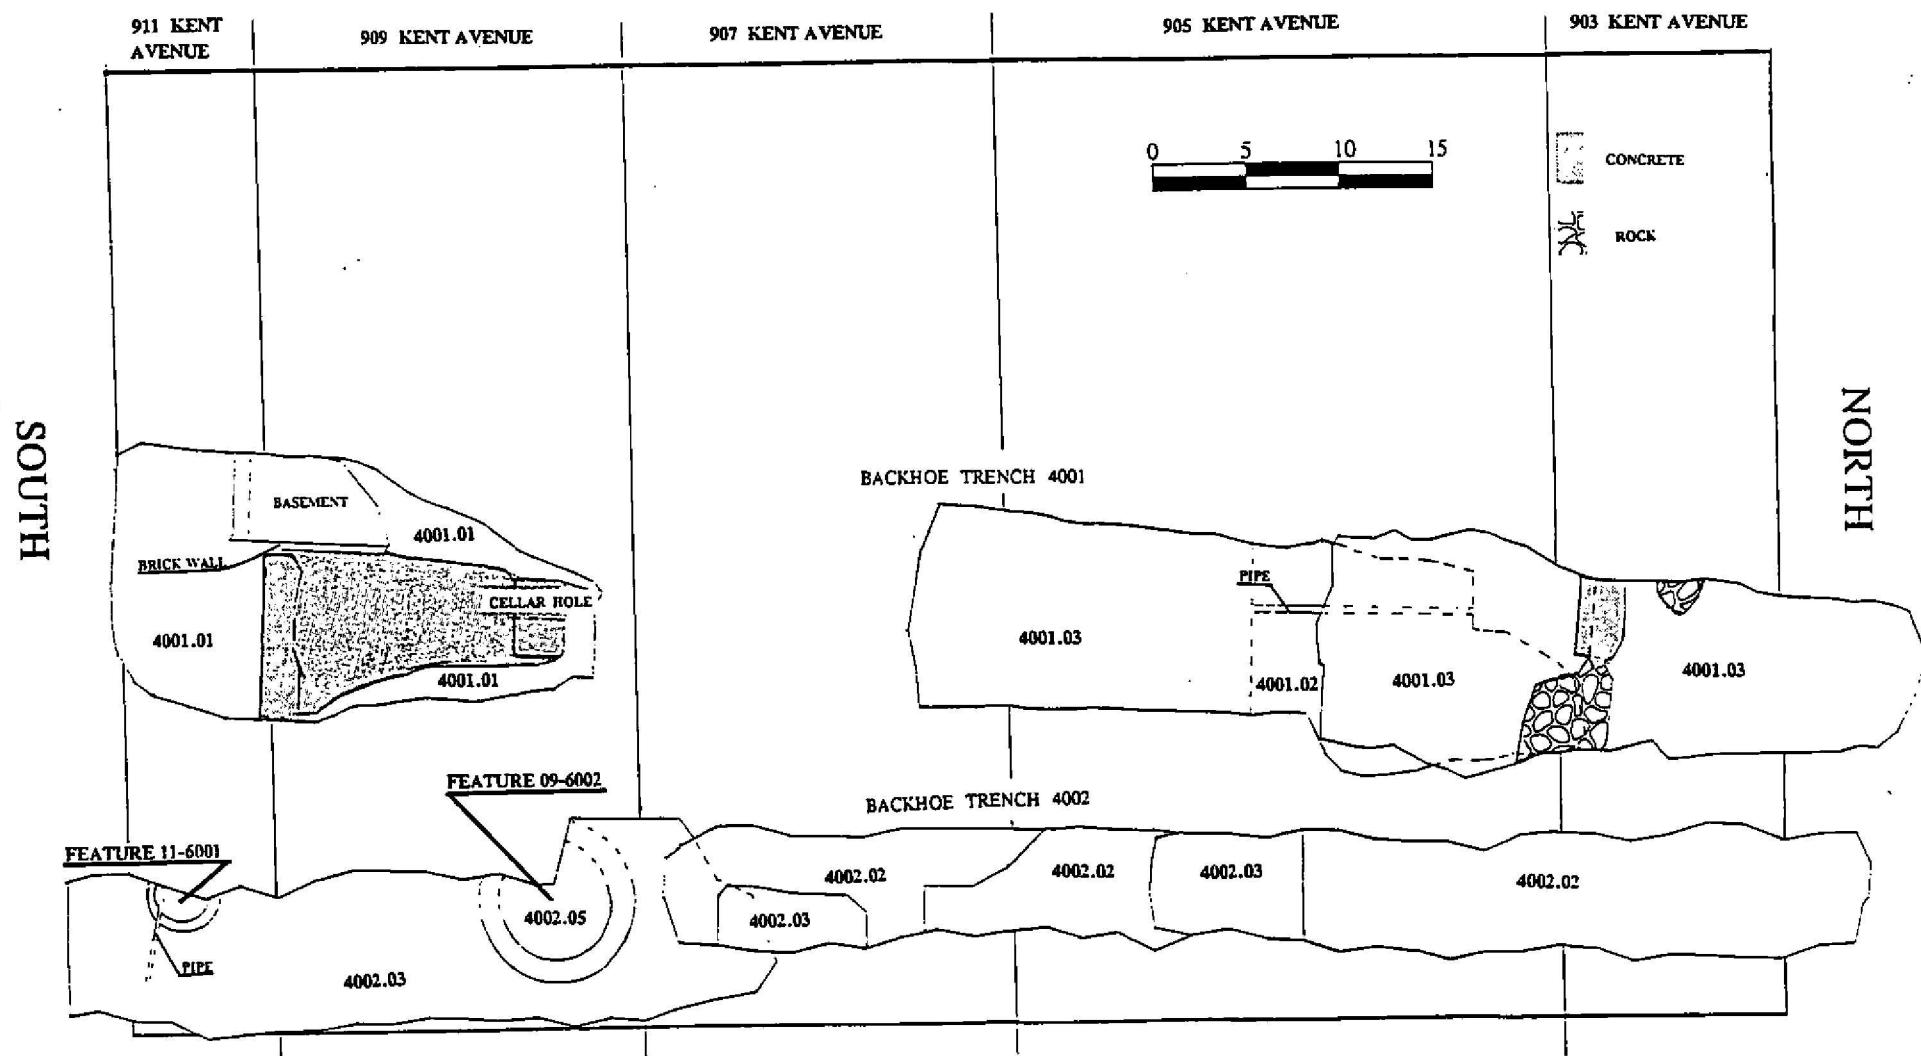 911 KENT
AVENUE
909 KENT AVENUE
907 KENT AVENUE
905 KENT AVENUE
903 KENT AVENUE
0 5 10 15
CONCRETE
ROCK
SOUTH
NORTH
BACKHOE TRENCH 4001
BASEMENT
4001.01
BRICK WALL
CELLAR HOLE
4001.01
4001.01
PIPE
4001.03
4001.02
4001.03
4001.03
FEATURE 09-6002
BACKHOE TRENCH 4002
FEATURE 11-6001
4002.02
4002.02
4002.03
4002.02
4002.05
4002.03
PIPE
4002.03